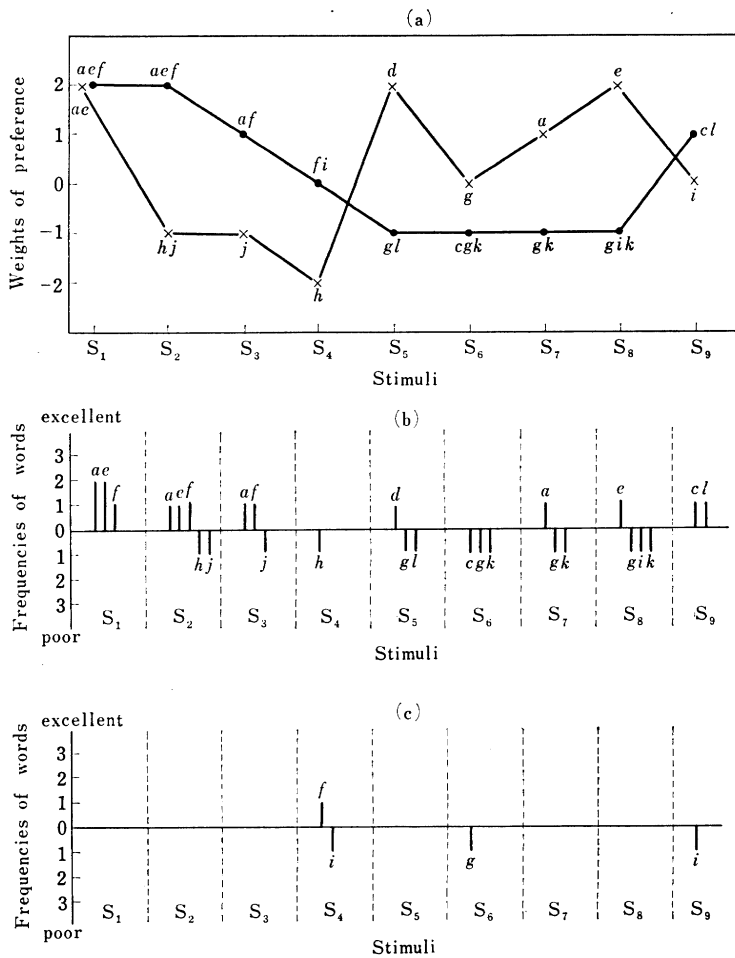 (a)
Weights of preference
2
1
0
−1
−2
aef
ae
aef
af
fi
d
a
e
cl
hj
j
h
gl
g
cgk
gk
gik
i
S₁ S₂ S₃ S₄ S₅ S₆ S₇ S₈ S₉
Stimuli
(b)
excellent
Frequencies of words
3
2
1
0
1
2
3
poor
ae
f
aef
hj
af
j
h
d
gl
cgk
a
gk
e
gik
cl
S₁ S₂ S₃ S₄ S₅ S₆ S₇ S₈ S₉
Stimuli
(c)
excellent
Frequencies of words
3
2
1
0
1
2
3
poor
f
i
g
i
S₁ S₂ S₃ S₄ S₅ S₆ S₇ S₈ S₉
Stimuli